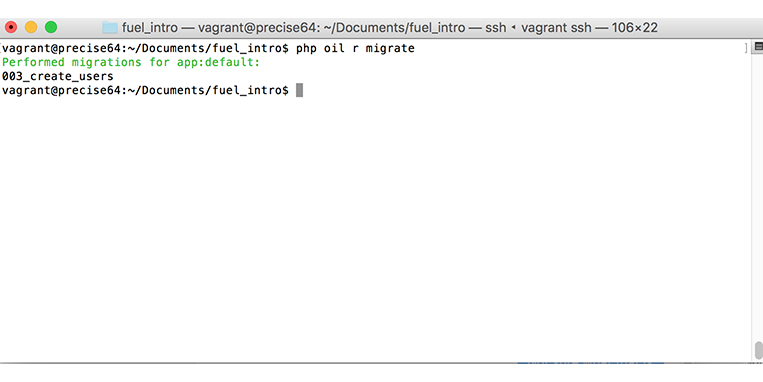 fuel_intro — vagrant@precise64: ~/Documents/fuel_intro — ssh ◂ vagrant ssh — 106×22
[vagrant@precise64:~/Documents/fuel_intro$ php oil r migrate ]
Performed migrations for app:default:
003_create_users
vagrant@precise64:~/Documents/fuel_intro$